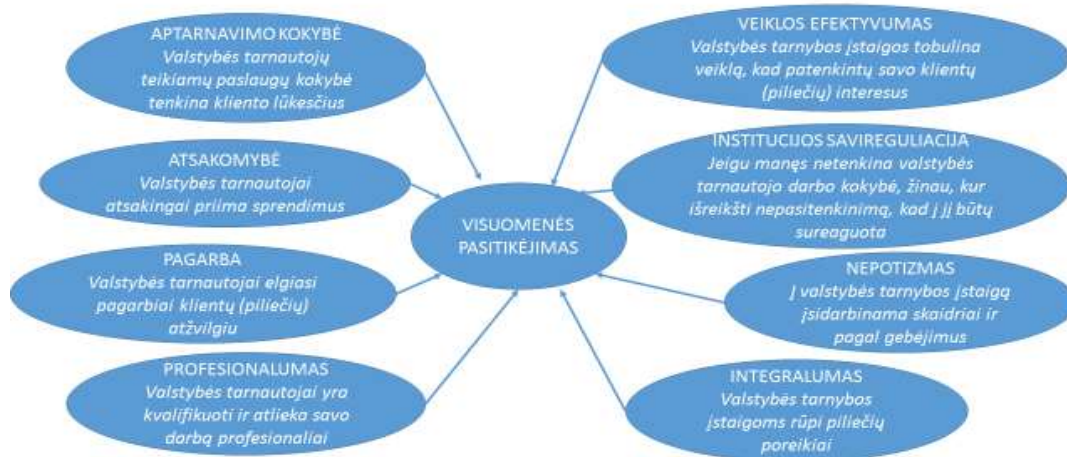 APTARNAVIMO KOKYBĖ
Valstybės tarnautojų
teikiamų paslaugų kokybė
tenkina kliento lūkesčius
ATSAKOMYBĖ
Valstybės tarnautojai
atsakingai priima sprendimus
PAGARBA
Valstybės tarnautojai elgiasi
pagarbiai klientų (piliečių)
atžvilgiu
PROFESIONALUMAS
Valstybės tarnautojai yra
kvalifikuoti ir atlieka savo
darbą profesionaliai
VISUOMENĖS
PASITIKĖJIMAS
VEIKLOS EFEKTYVUMAS
Valstybės tarnybos įstaigos tobulina
veiklą, kad patenkintų savo klientų
(piliečių) interesus
INSTITUCIJOS SAVIREGULIACIJA
Jeigu manęs netenkina valstybės
tarnautojo darbo kokybė, žinau, kur
išreikšti nepasitenkinimą, kad į jį būtų
sureaguota
NEPOTIZMAS
Į valstybės tarnybos įstaigą
įsidarbinama skaidriai ir
pagal gebėjimus
INTEGRALUMAS
Valstybės tarnybos
įstaigoms rūpi piliečių
poreikiai